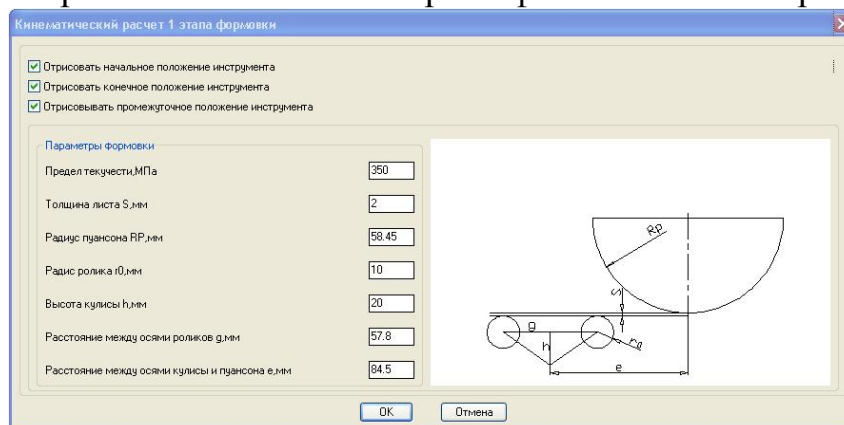 Кинематический расчет 1 этапа формовки
Отрисовать начальное положение инструмента
Отрисовать конечное положение инструмента
Отрисовывать промежуточное положение инструмента
Параметры формовки
Предел текучести,МПа 350
Толщина листа S,мм 2
Радиус пуансона RP,мм 58.45
Радис ролика r0,мм 10
Высота кулисы h,мм 20
Расстояние между осями роликов g,мм 57.8
Расстояние между осями кулисы и пуансона e,мм 84.5
Rp
S
g
h
e
OK Отмена